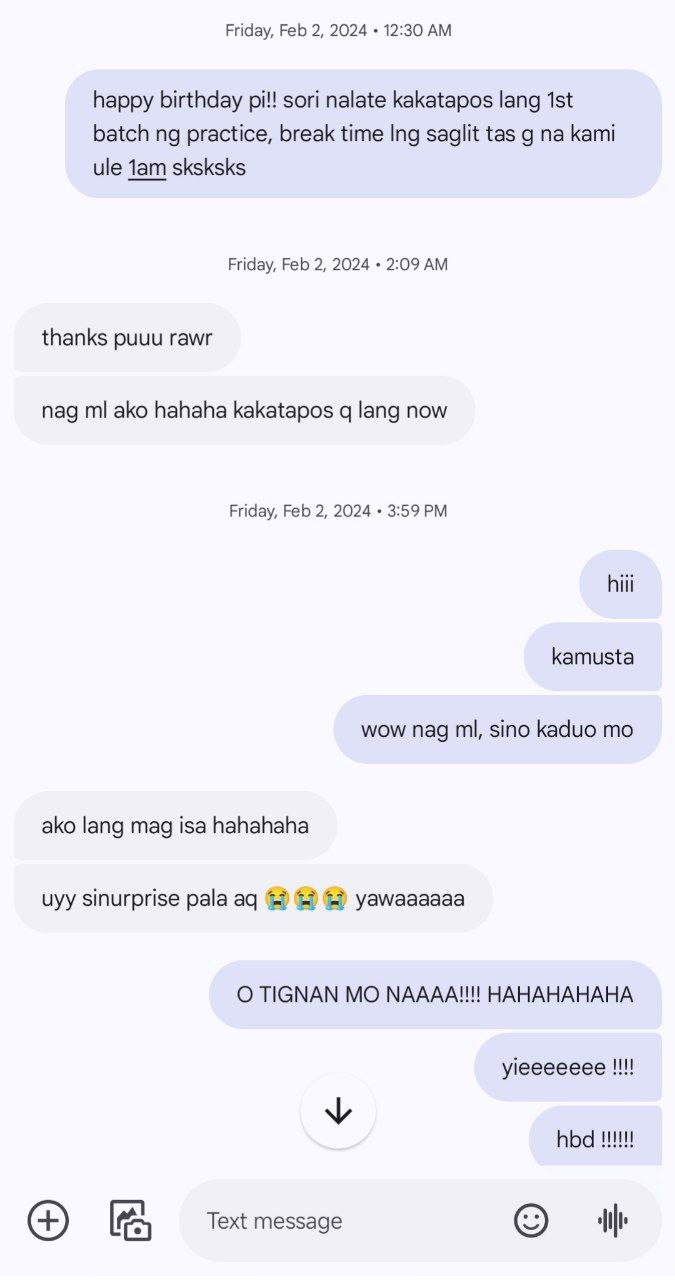 Friday, Feb 2, 2024 • 12:30 AM
happy birthday pi!! sori nalate kakatapos lang 1st
batch ng practice, break time lng saglit tas g na kami
ule 1am sksksks
Friday, Feb 2, 2024 • 2:09 AM
thanks puuu rawr
nag ml ako hahaha kakatapos q lang now
Friday, Feb 2, 2024 • 3:59 PM
hiii
kamusta
wow nag ml, sino kaduo mo
ako lang mag isa hahahaha
uyy sinurprise pala aq 😭😭😭 yawaaaaaa
O TIGNAN MO NAAAA!!!! HAHAHAHAHA
yieeeeeee !!!!
hbd !!!!!!
Text message